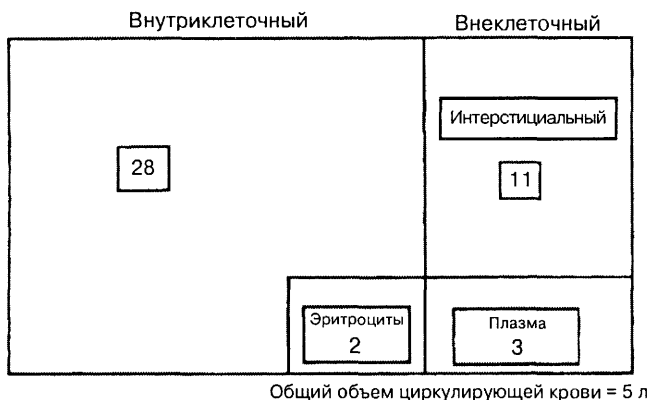 Внутриклеточный
Внеклеточный
Интерстициальный
28
11
Эритроциты
2
Плазма
3
Общий объем циркулирующей крови = 5 л